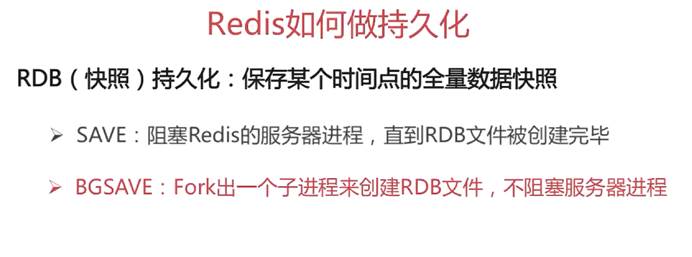 Redis如何做持久化
RDB（快照）持久化：保存某个时间点的全量数据快照
➢ SAVE：阻塞Redis的服务器进程，直到RDB文件被创建完毕
➢ BGSAVE：Fork出一个子进程来创建RDB文件，不阻塞服务器进程